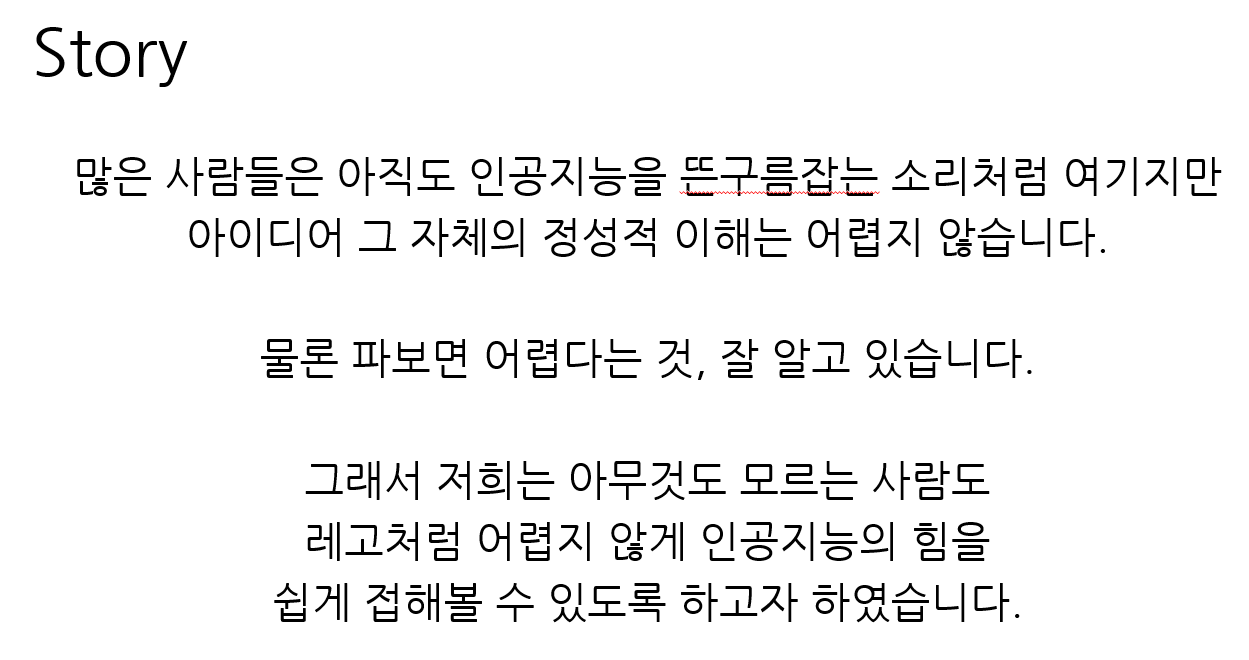 Story
많은 사람들은 아직도 인공지능을 뜬구름잡는 소리처럼 여기지만
아이디어 그 자체의 정성적 이해는 어렵지 않습니다.
물론 파보면 어렵다는 것, 잘 알고 있습니다.
그래서 저희는 아무것도 모르는 사람도
레고처럼 어렵지 않게 인공지능의 힘을
쉽게 접해볼 수 있도록 하고자 하였습니다.